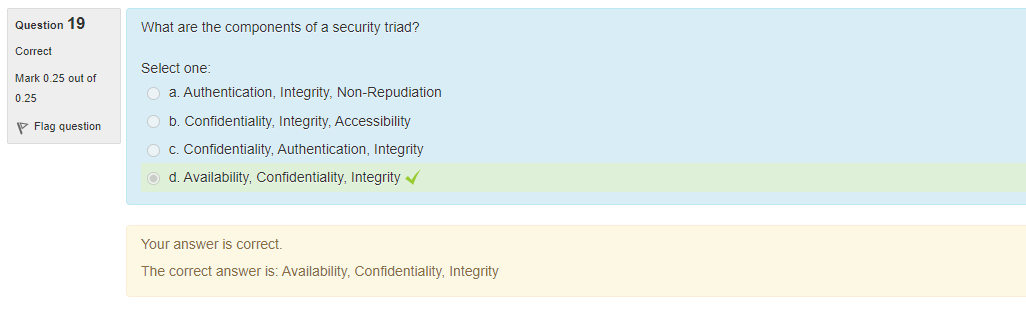 Question 19
Correct
Mark 0.25 out of
0.25
Flag question
What are the components of a security triad?
Select one:
a. Authentication, Integrity, Non-Repudiation
b. Confidentiality, Integrity, Accessibility
c. Confidentiality, Authentication, Integrity
d. Availability, Confidentiality, Integrity
Your answer is correct.
The correct answer is: Availability, Confidentiality, Integrity